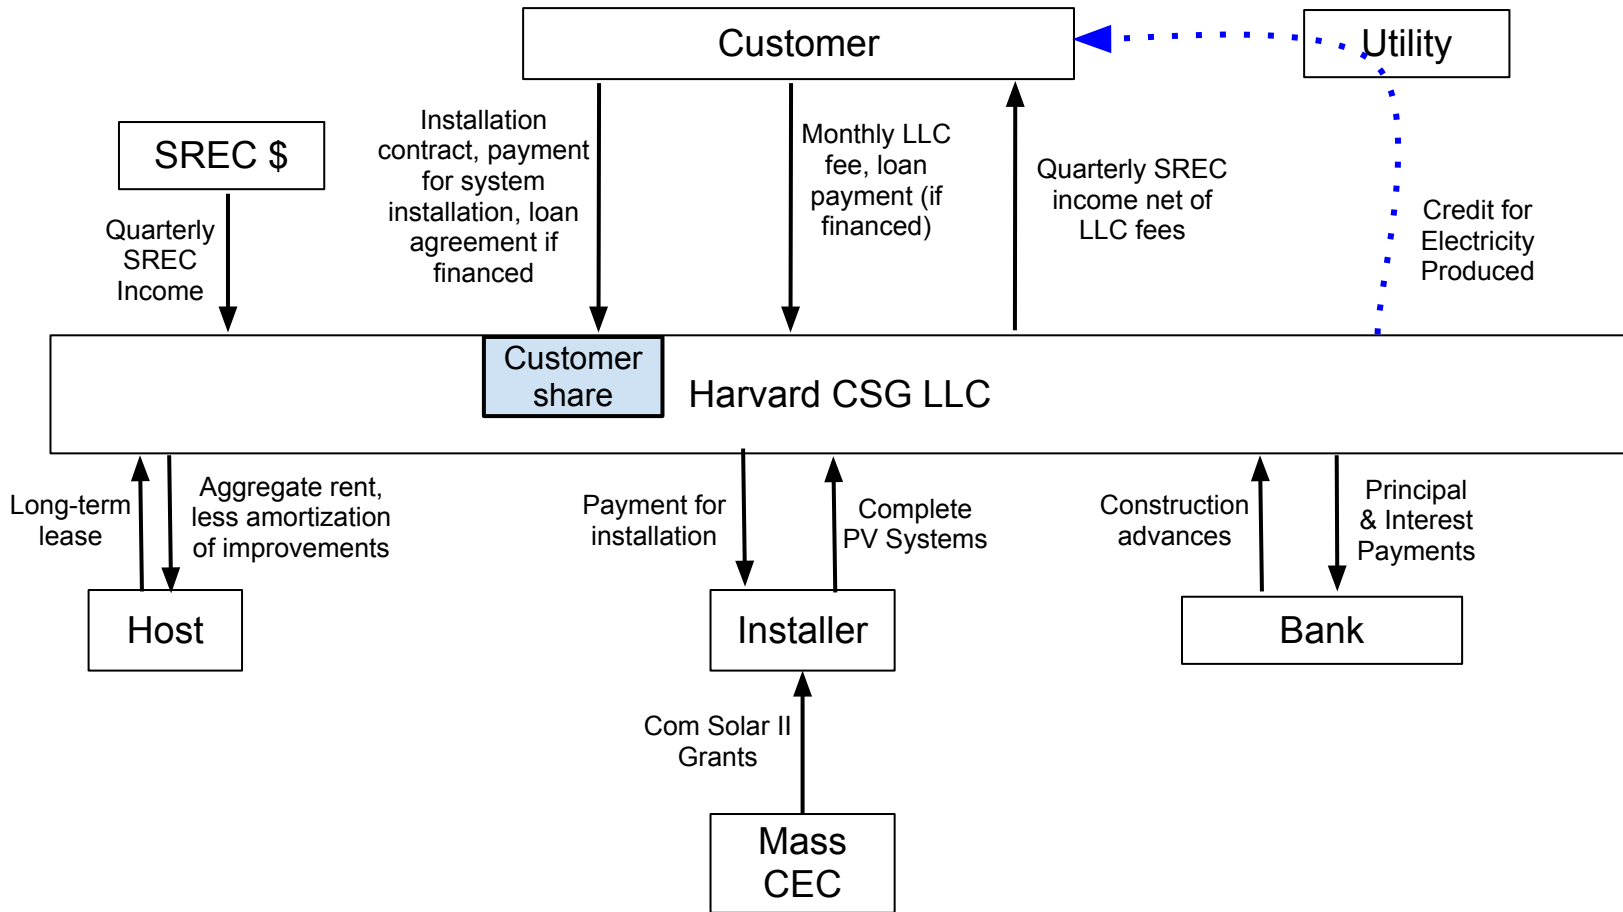 Customer
Utility
SREC $
Installation
contract, payment
for system
installation, loan
agreement if
financed
Monthly LLC
fee, loan
payment (if
financed)
Quarterly SREC
income net of
LLC fees
Credit for
Electricity
Produced
Quarterly
SREC
Income
Customer
share
Harvard CSG LLC
Long-term
lease
Aggregate rent,
less amortization
of improvements
Payment for
installation
Complete
PV Systems
Construction
advances
Principal
& Interest
Payments
Host
Installer
Bank
Com Solar II
Grants
Mass
CEC